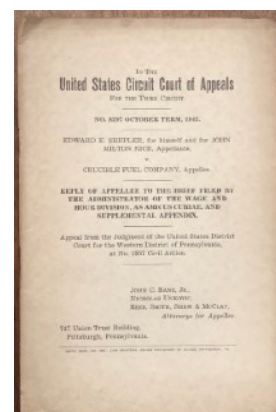 IN THE
United States Circuit Court of Appeals
FOR THE THIRD CIRCUIT
NO. 8297 OCTOBER TERM,
EDWARD E. for himself and for JOHN
MILTON RICE, Appellants,
v.
CRUCIBLE FUEL COMPANY, Appellee.
REPLY OF APPELLEE TO THE BRIEF FILED BY
THE ADMINISTRATOR OF THE WAGE AND
HOUR DIVISION, AS AMICUS CURIAE, AND
SUPPLEMENTAL APPENDIX.
Appeal from the Judgment of the United States District
Court for the Western District of Pennsylvania,
at No. 1937 Civil Action.
JOHN C. BANE, JR.,
NICHOLAS UNKOVIC,
REED, SMITH, SHAW & MCCLAY,
Attorneys for Appellee.
747 Union Trust Building,
Pittsburgh, Pennsylvania.